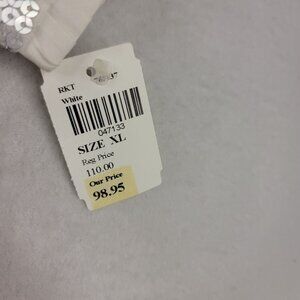 RKT
White
047133
SIZE XL
Reg Price
110.00
Our Price
98.95